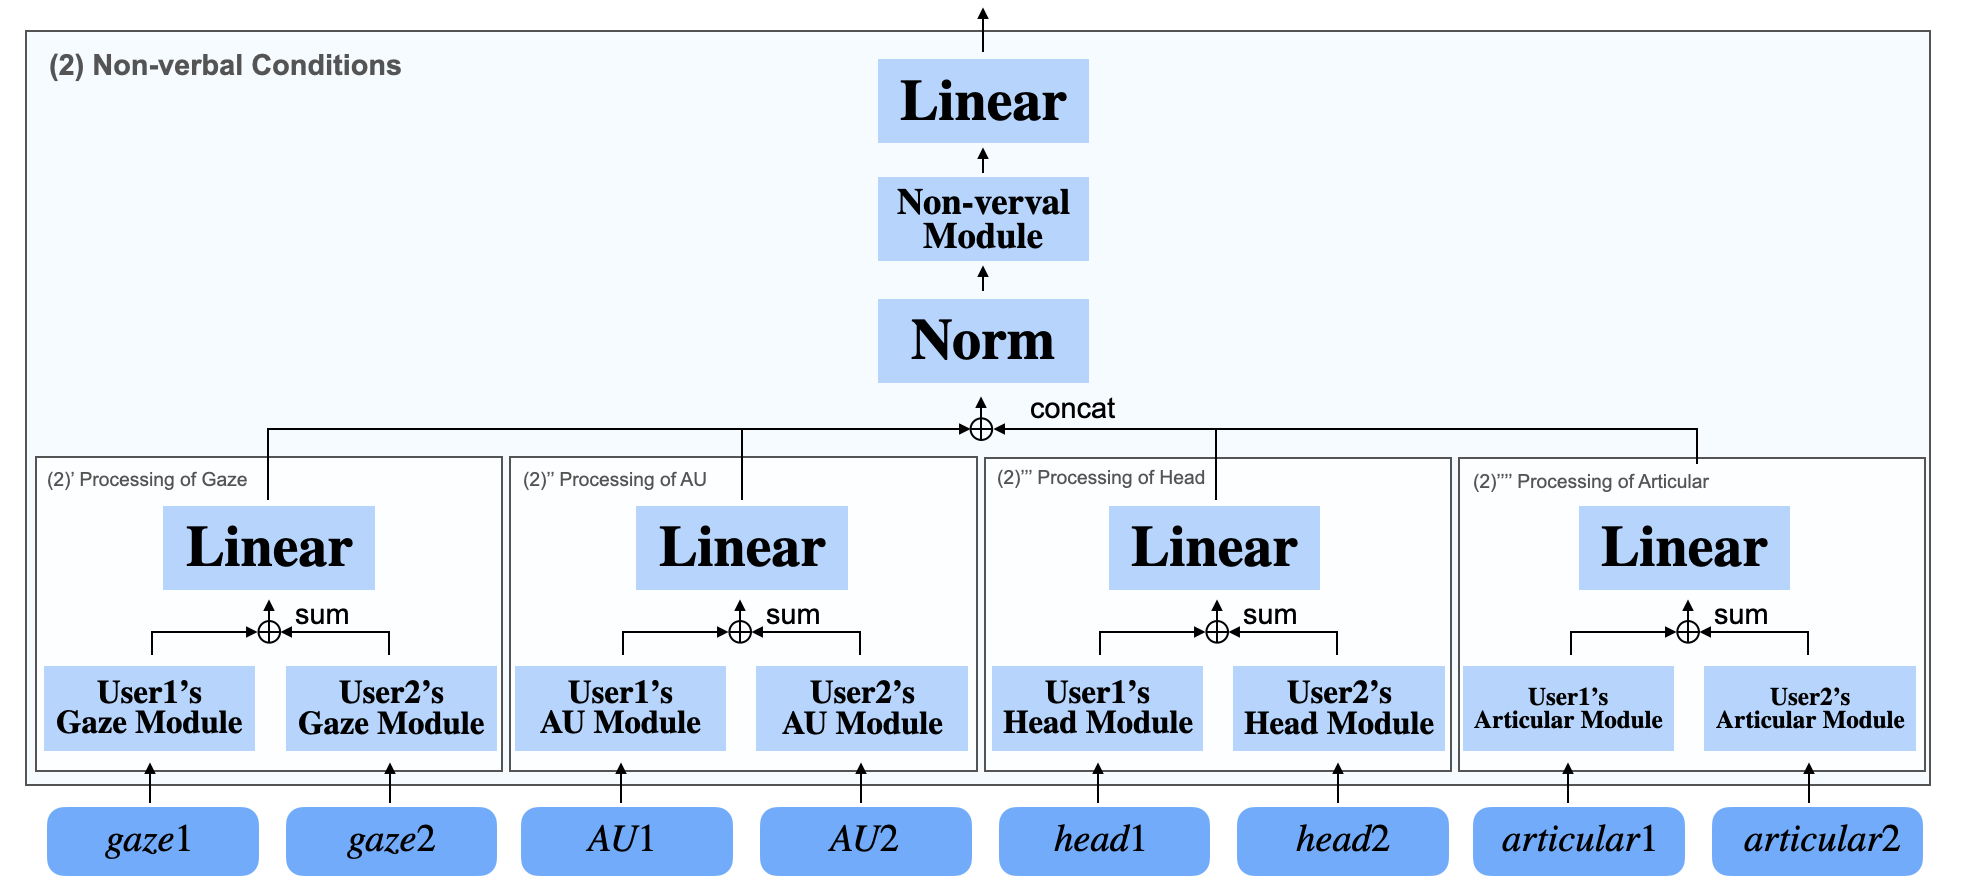 (2) Non-verbal Conditions
Linear
Non-verval
Module
Norm
concat
(2)’ Processing of Gaze
Linear
sum
User1’s
Gaze Module
User2’s
Gaze Module
(2)’’ Processing of AU
Linear
sum
User1’s
AU Module
User2’s
AU Module
(2)’’’ Processing of Head
Linear
sum
User1’s
Head Module
User2’s
Head Module
(2)’’’’ Processing of Articular
Linear
sum
User1’s
Articular Module
User2’s
Articular Module
gaze1
gaze2
AU1
AU2
head1
head2
articular1
articular2